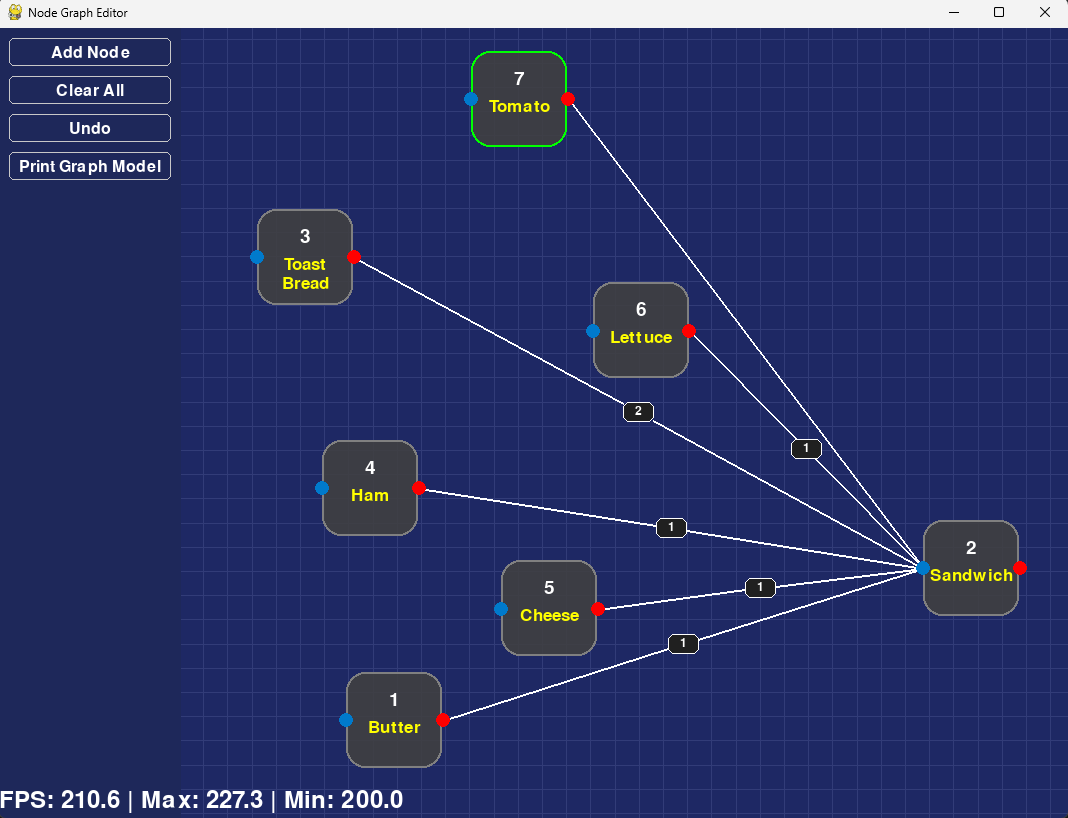 Node Graph Editor
Add Node
Clear All
Undo
Print Graph Model
7
Tomato
3
Toast
Bread
6
Lettuce
2
1
4
Ham
1
2
Sandwich
5
Cheese
1
1
1
Butter
FPS: 210.6 | Max: 227.3 | Min: 200.0